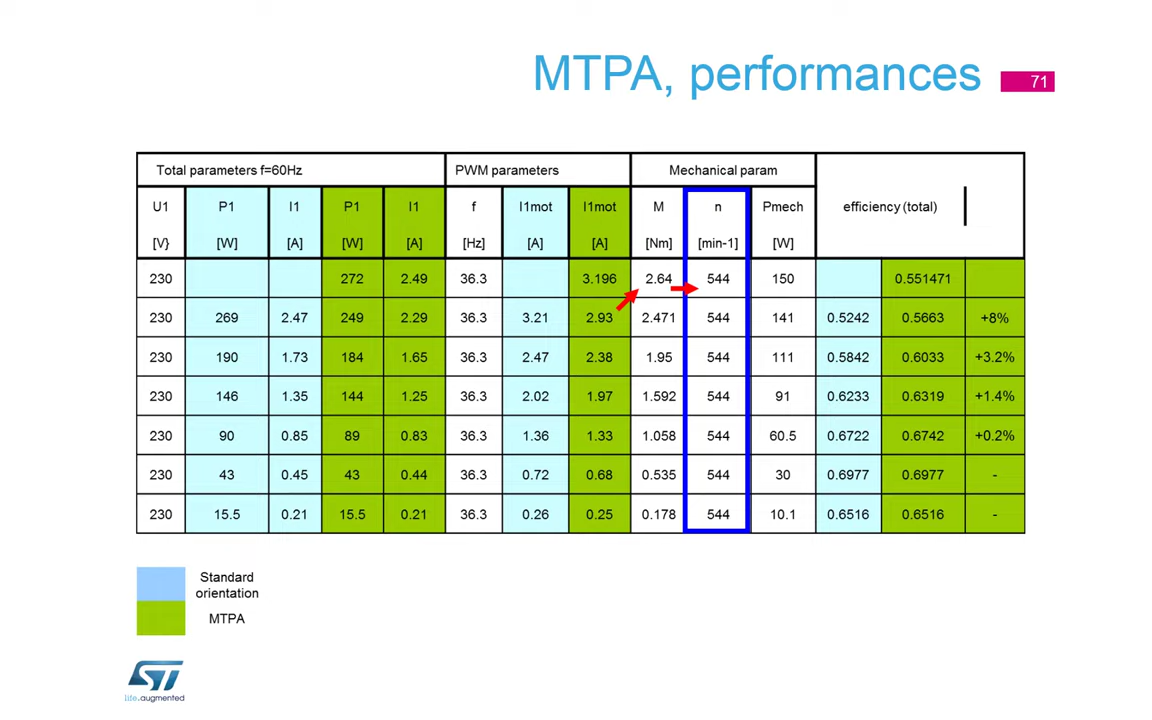 MTPA, performances
71
Total parameters f=60Hz PWM parameters Mechanical param
U1 P1 I1 P1 I1 f I1mot I1mot M n Pmech efficiency (total)
[V} [W] [A] [W] [A] [Hz] [A] [A] [Nm] [min-1] [W]
230 272 2.49 36.3 3.196 2.64 544 150 0.551471
230 269 2.47 249 2.29 36.3 3.21 2.93 2.471 544 141 0.5242 0.5663 +8%
230 190 1.73 184 1.65 36.3 2.47 2.38 1.95 544 111 0.5842 0.6033 +3.2%
230 146 1.35 144 1.25 36.3 2.02 1.97 1.592 544 91 0.6233 0.6319 +1.4%
230 90 0.85 89 0.83 36.3 1.36 1.33 1.058 544 60.5 0.6722 0.6742 +0.2%
230 43 0.45 43 0.44 36.3 0.72 0.68 0.535 544 30 0.6977 0.6977 -
230 15.5 0.21 15.5 0.21 36.3 0.26 0.25 0.178 544 10.1 0.6516 0.6516 -
Standard
orientation
MTPA
ST
life.augmented